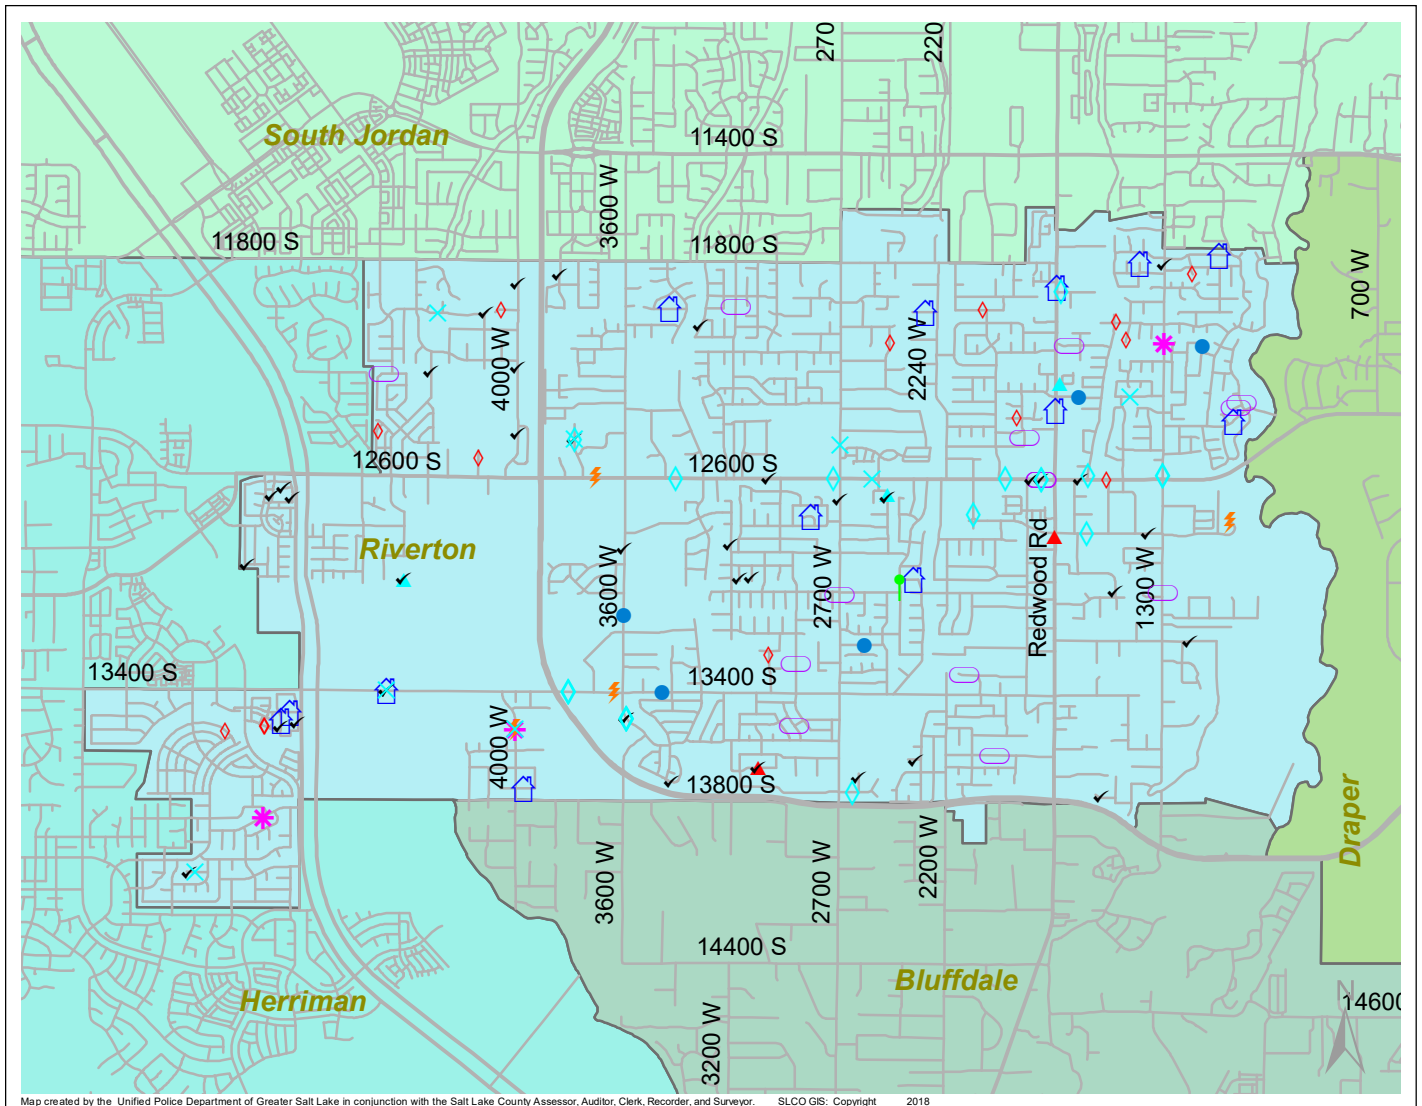 270
220
South Jordan
11400 S
3600 W
11800 S
11800 S
700 W
4000 W
2240 W
12600 S
12600 S
Riverton
3600 W
2700 W
Redwood Rd
1300 W
13400 S
13400 S
4000 W
13800 S
Draper
3600 W
2700 W
2200 W
14400 S
Bluffdale
Herriman
14600
3200 W
Map created by the Unified Police Department of Greater Salt Lake in conjunction with the Salt Lake County Assessor, Auditor, Clerk, Recorder, and Surveyor. SLCO GIS: Copyright 2018